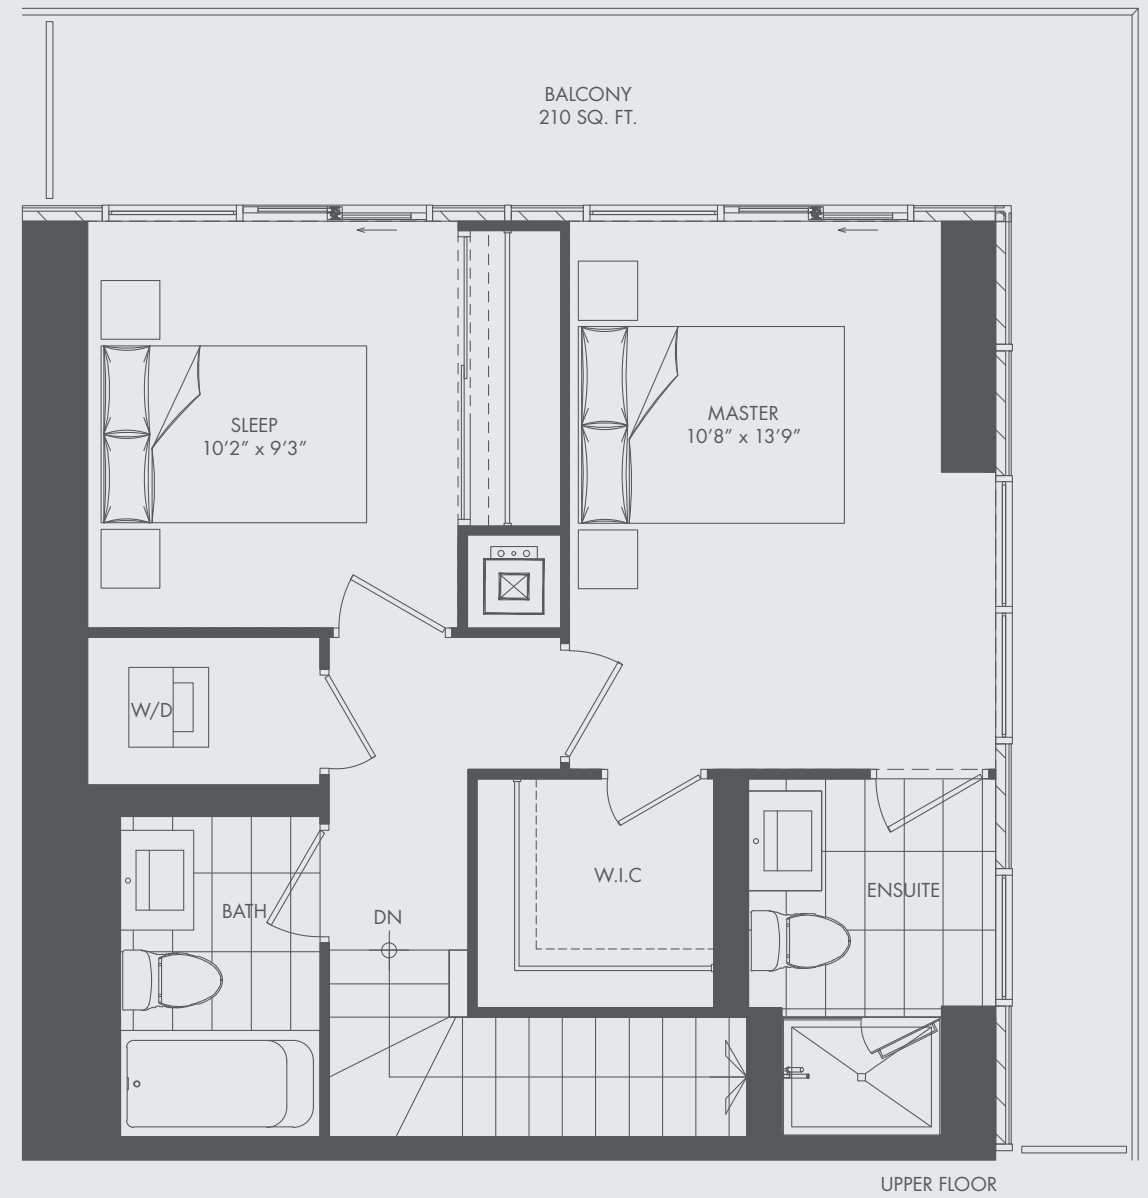 BALCONY
210 SQ. FT.
SLEEP
10’2” x 9’3”
MASTER
10’8” x 13’9”
W/D
W.I.C
ENSUITE
BATH
DN
UPPER FLOOR